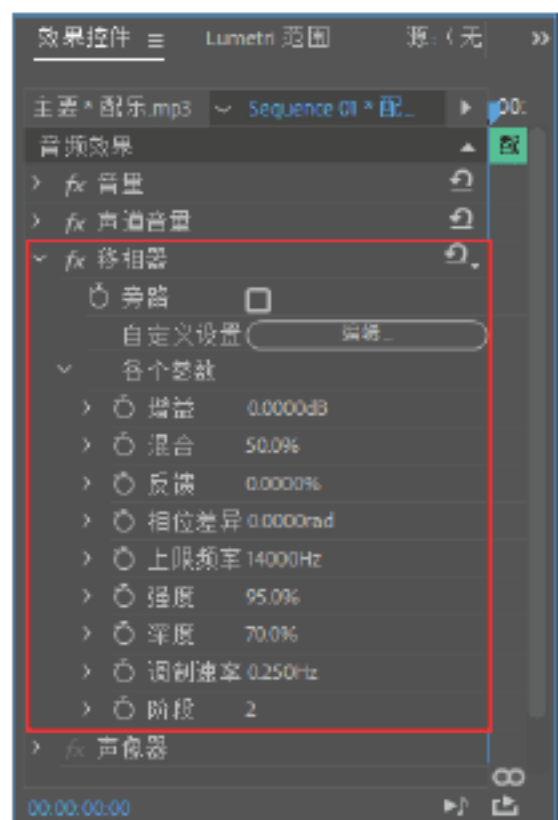 效果控件 ≡ Lumetri 范围 源:（无 »
主要 * 配乐.mp3 Sequence 01 * 配... 00:
音频效果 配
fx 音量
fx 声道音量
fx 移相器
旁路
自定义设置 编辑...
各个参数
增益 0.0000dB
混合 50.0%
反馈 0.0000%
相位差异 0.0000rad
上限频率 14000Hz
强度 95.0%
深度 70.0%
调制速率 0.250Hz
阶段 2
fx 声像器
00:00:00:00